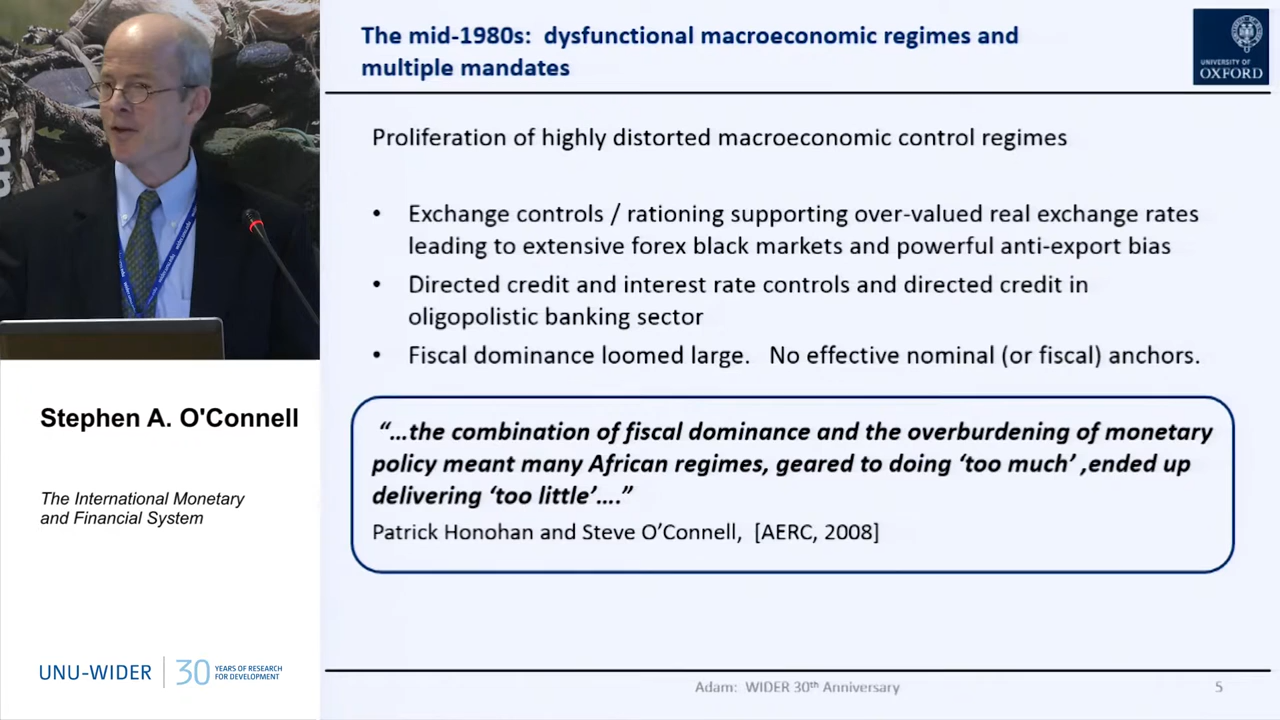 The mid-1980s:  dysfunctional macroeconomic regimes and
multiple mandates
UNIVERSITY OF
OXFORD
Proliferation of highly distorted macroeconomic control regimes
• Exchange controls / rationing supporting over-valued real exchange rates
leading to extensive forex black markets and powerful anti-export bias
• Directed credit and interest rate controls and directed credit in
oligopolistic banking sector
• Fiscal dominance loomed large.   No effective nominal (or fiscal) anchors.
“…the combination of fiscal dominance and the overburdening of monetary
policy meant many African regimes, geared to doing ‘too much’ ,ended up
delivering ‘too little’….”
Patrick Honohan and Steve O’Connell,  [AERC, 2008]
Adam:  WIDER 30th Anniversary
5
Stephen A. O'Connell
The International Monetary
and Financial System
UNU-WIDER
30 YEARS OF RESEARCH
FOR DEVELOPMENT